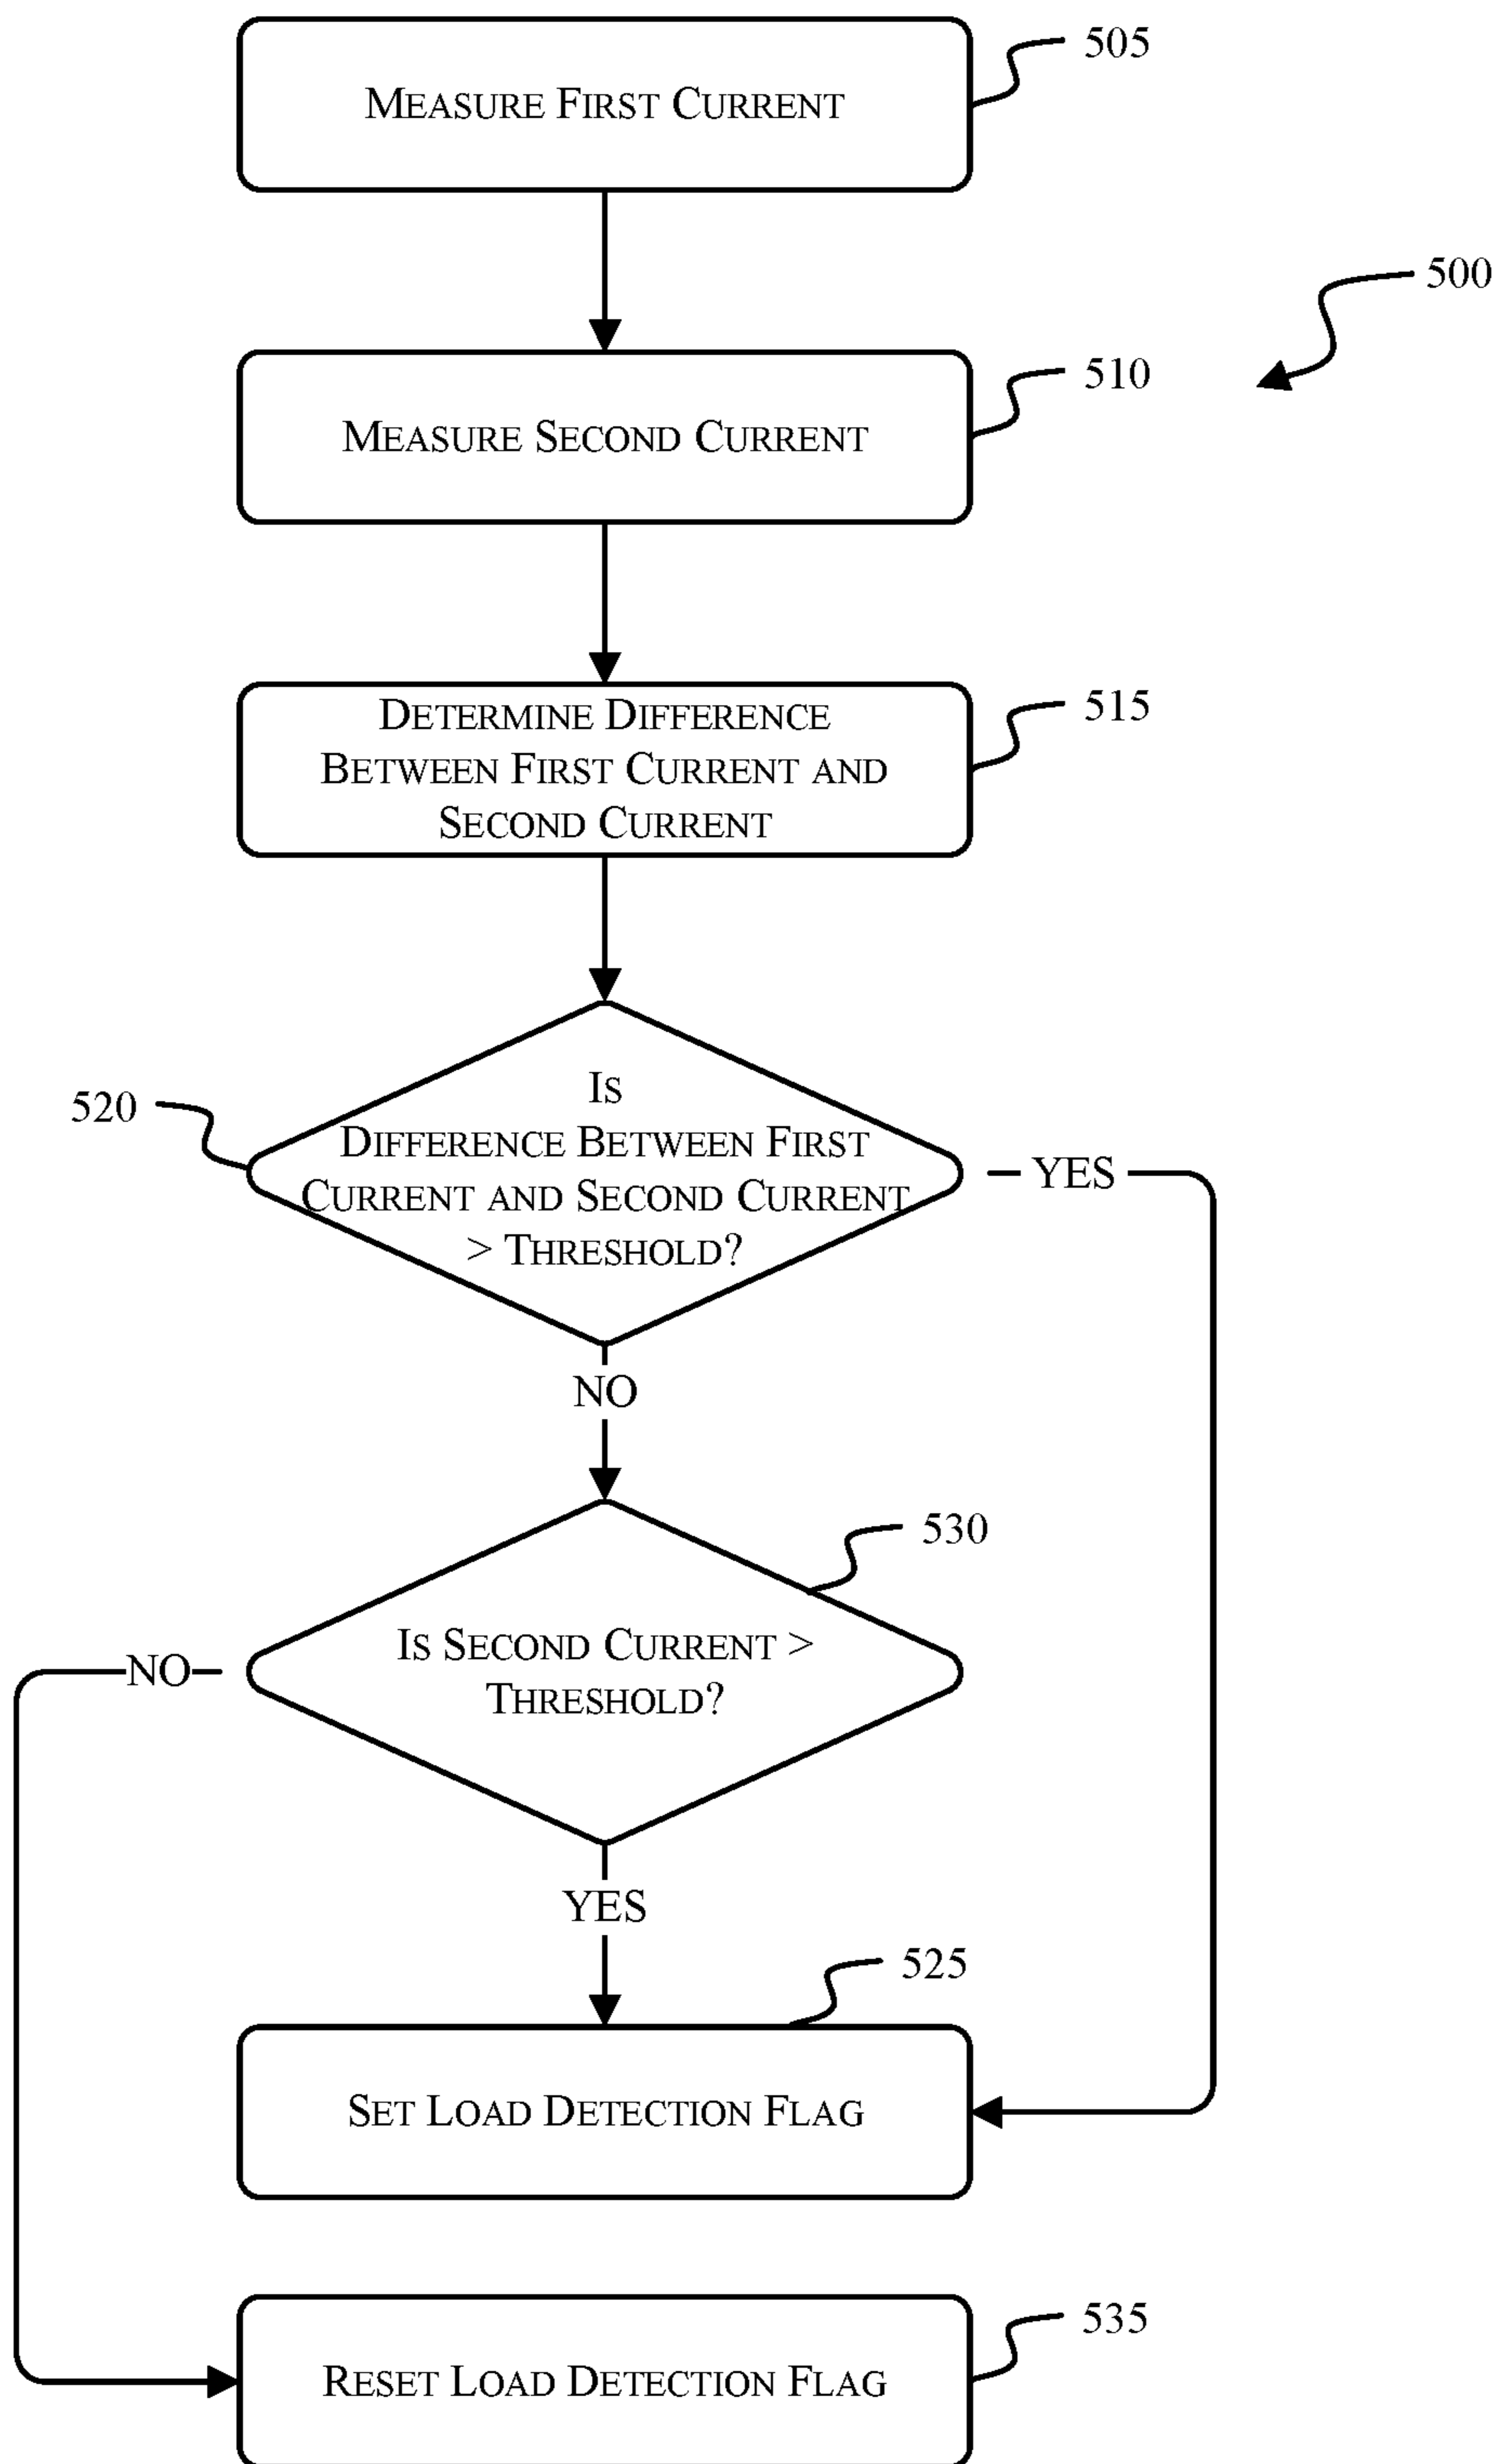 MEASURE FIRST CURRENT
505
500
MEASURE SECOND CURRENT
510
DETERMINE DIFFERENCE
BETWEEN FIRST CURRENT AND
SECOND CURRENT
515
520
IS
DIFFERENCE BETWEEN FIRST
CURRENT AND SECOND CURRENT
> THRESHOLD?
YES
NO
530
IS SECOND CURRENT >
THRESHOLD?
NO
YES
525
SET LOAD DETECTION FLAG
535
RESET LOAD DETECTION FLAG